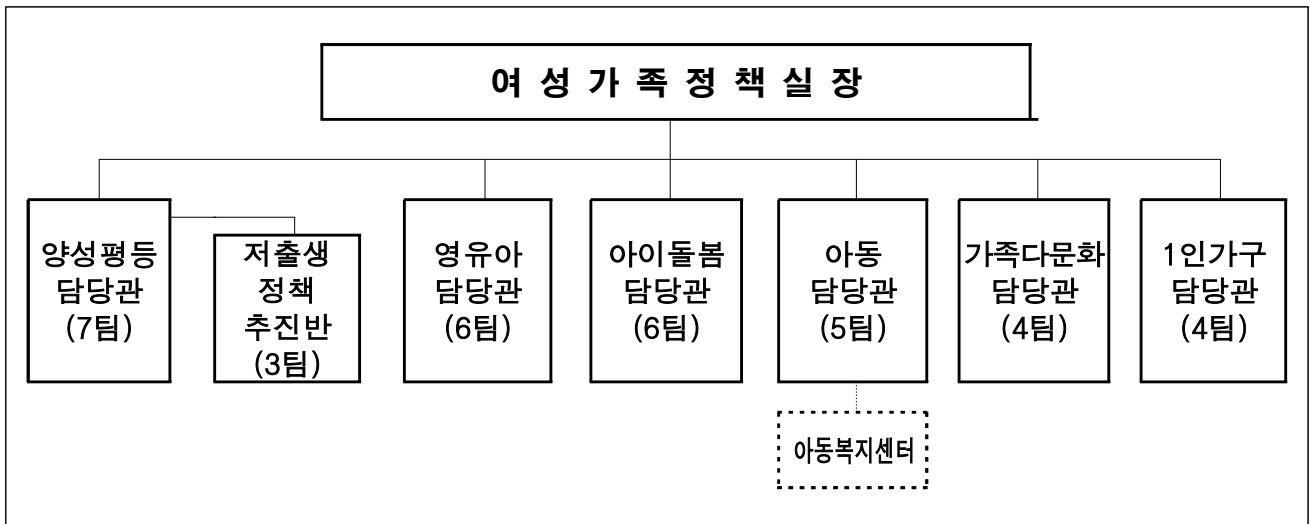 여 성 가 족 정 책 실 장
양성평등
담당관
(7팀)
저출생
정책
추진반
(3팀)
영유아
담당관
(6팀)
아이돌봄
담당관
(6팀)
아동
담당관
(5팀)
가족다문화
담당관
(4팀)
1인가구
담당관
(4팀)
아동복지센터